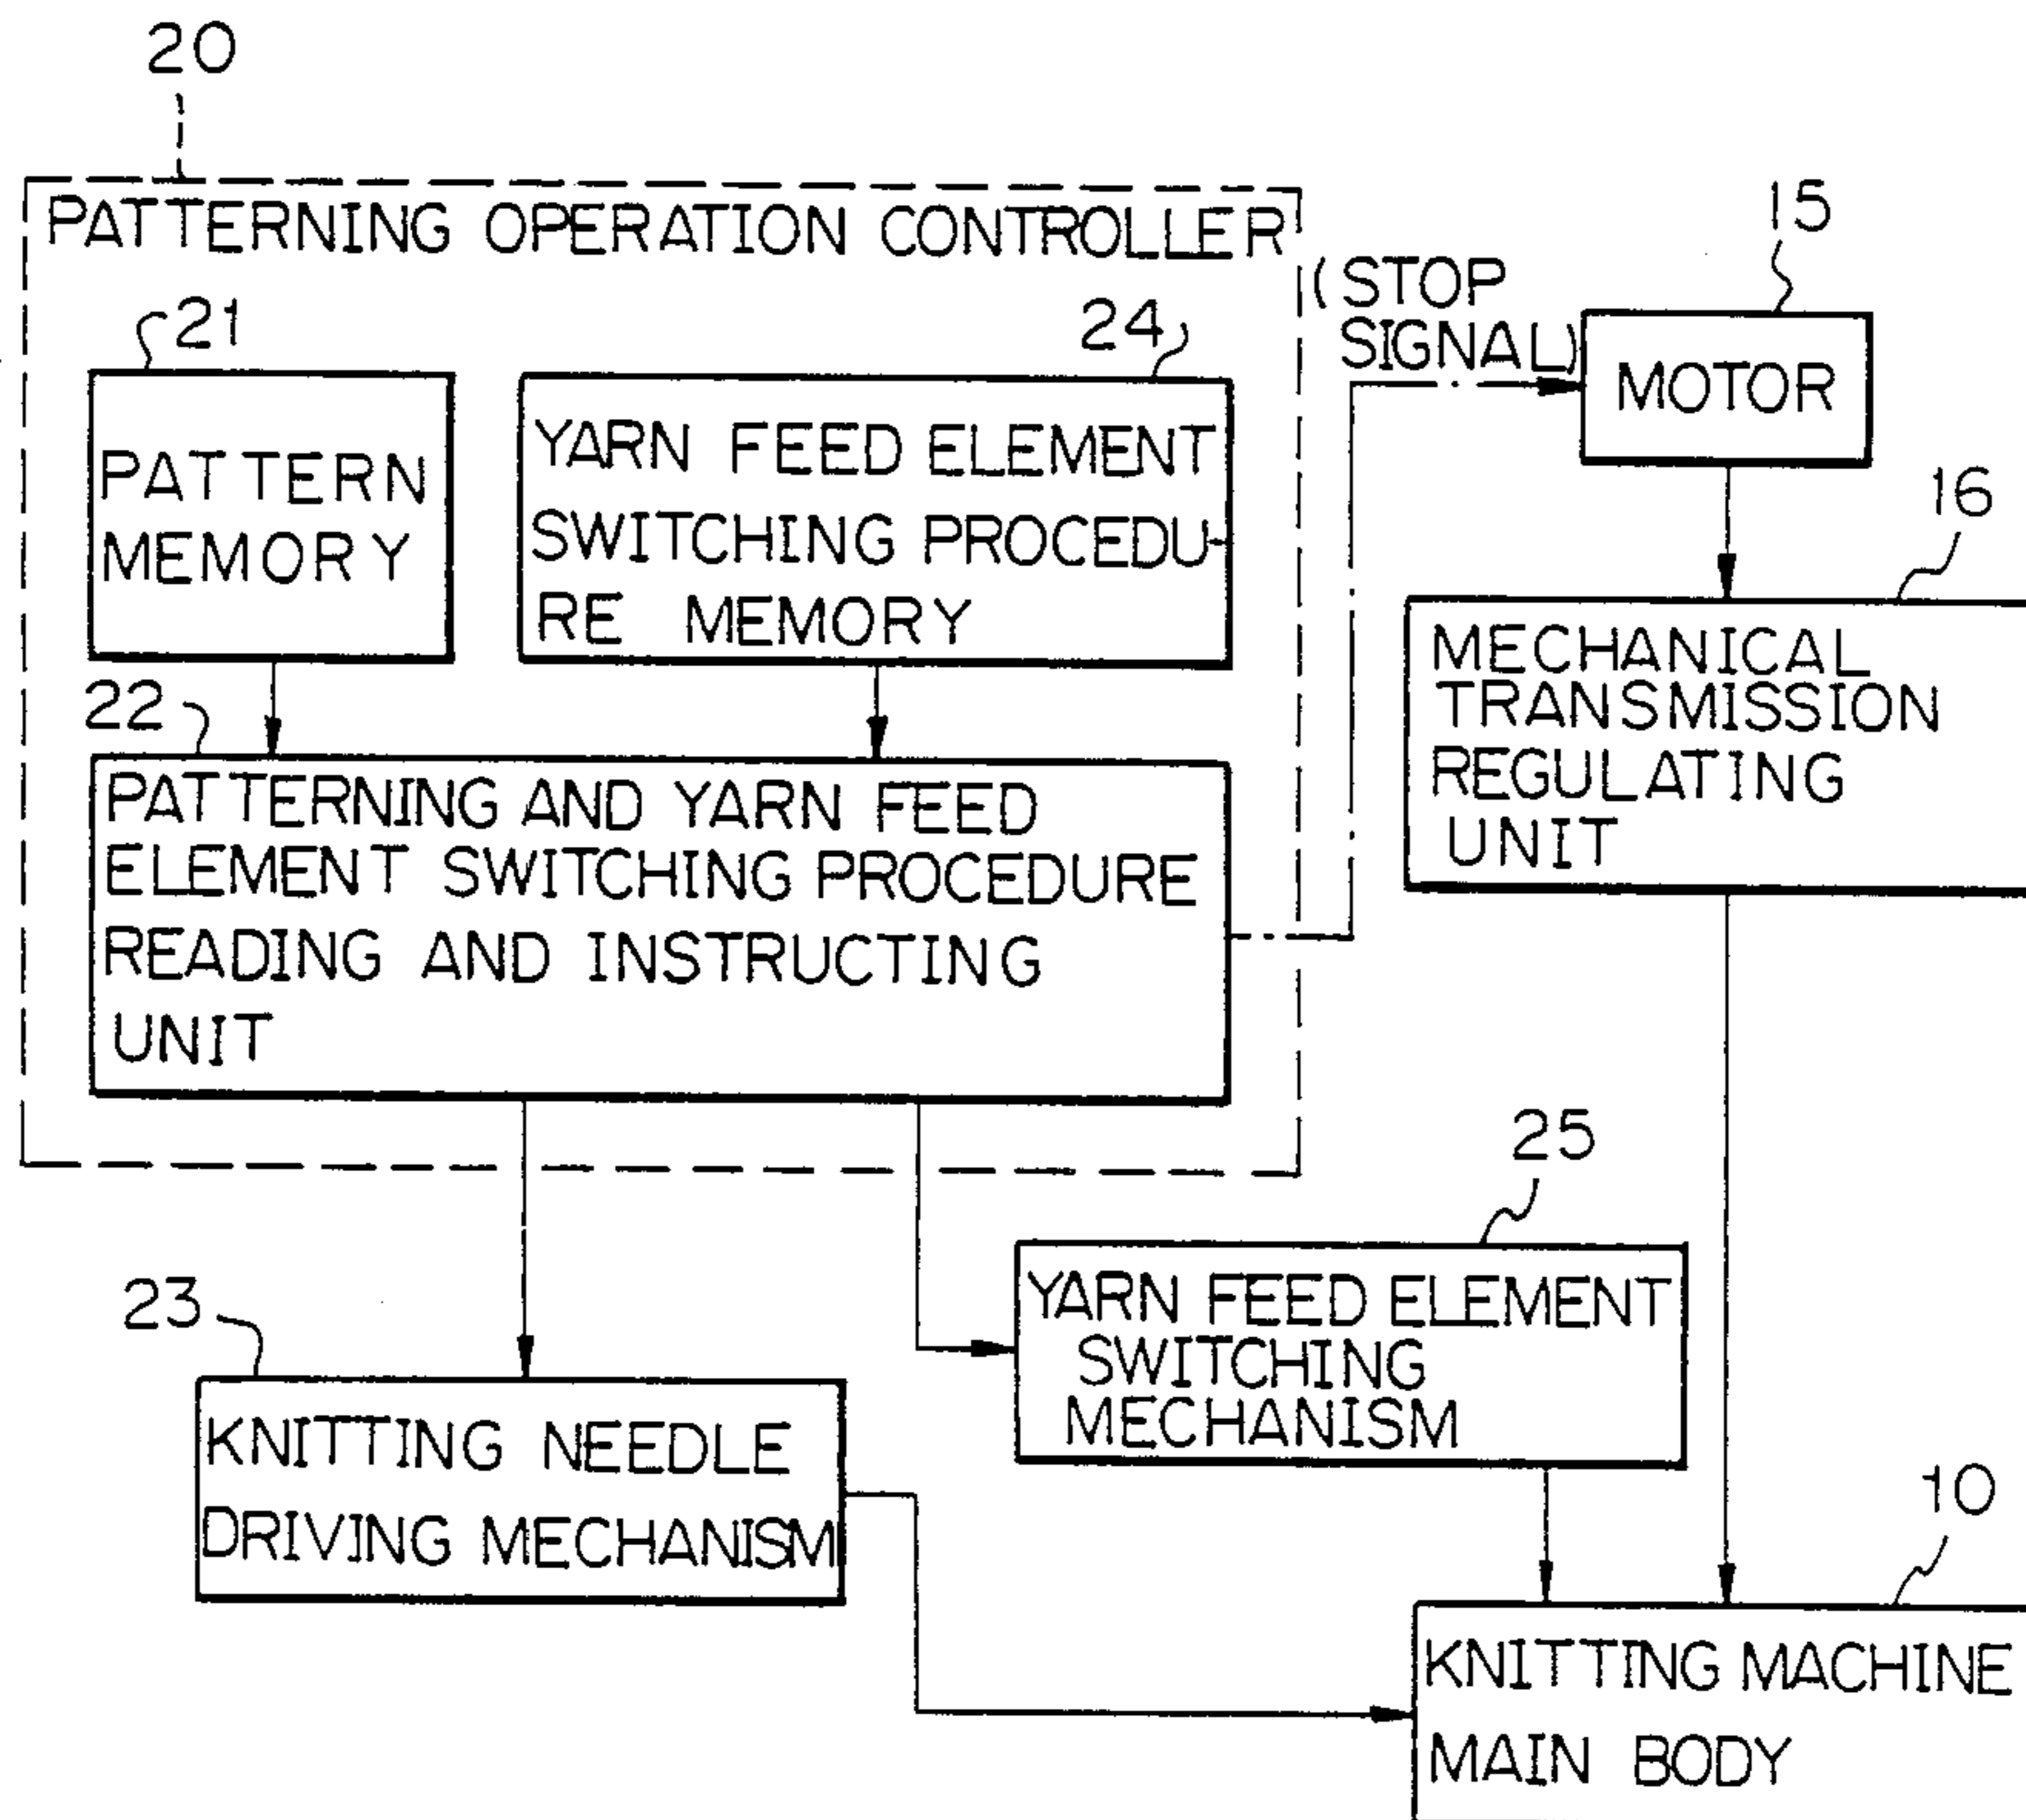 20
PATTERNING OPERATION CONTROLLER
21
PATTERN
MEMORY
24
YARN FEED ELEMENT
SWITCHING PROCEDU-
RE MEMORY
22
PATTERNING AND YARN FEED
ELEMENT SWITCHING PROCEDURE
READING AND INSTRUCTING
UNIT
(STOP
SIGNAL)
15
MOTOR
16
MECHANICAL
TRANSMISSION
REGULATING
UNIT
25
YARN FEED ELEMENT
SWITCHING
MECHANISM
23
KNITTING NEEDLE
DRIVING MECHANISM
10
KNITTING MACHINE
MAIN BODY